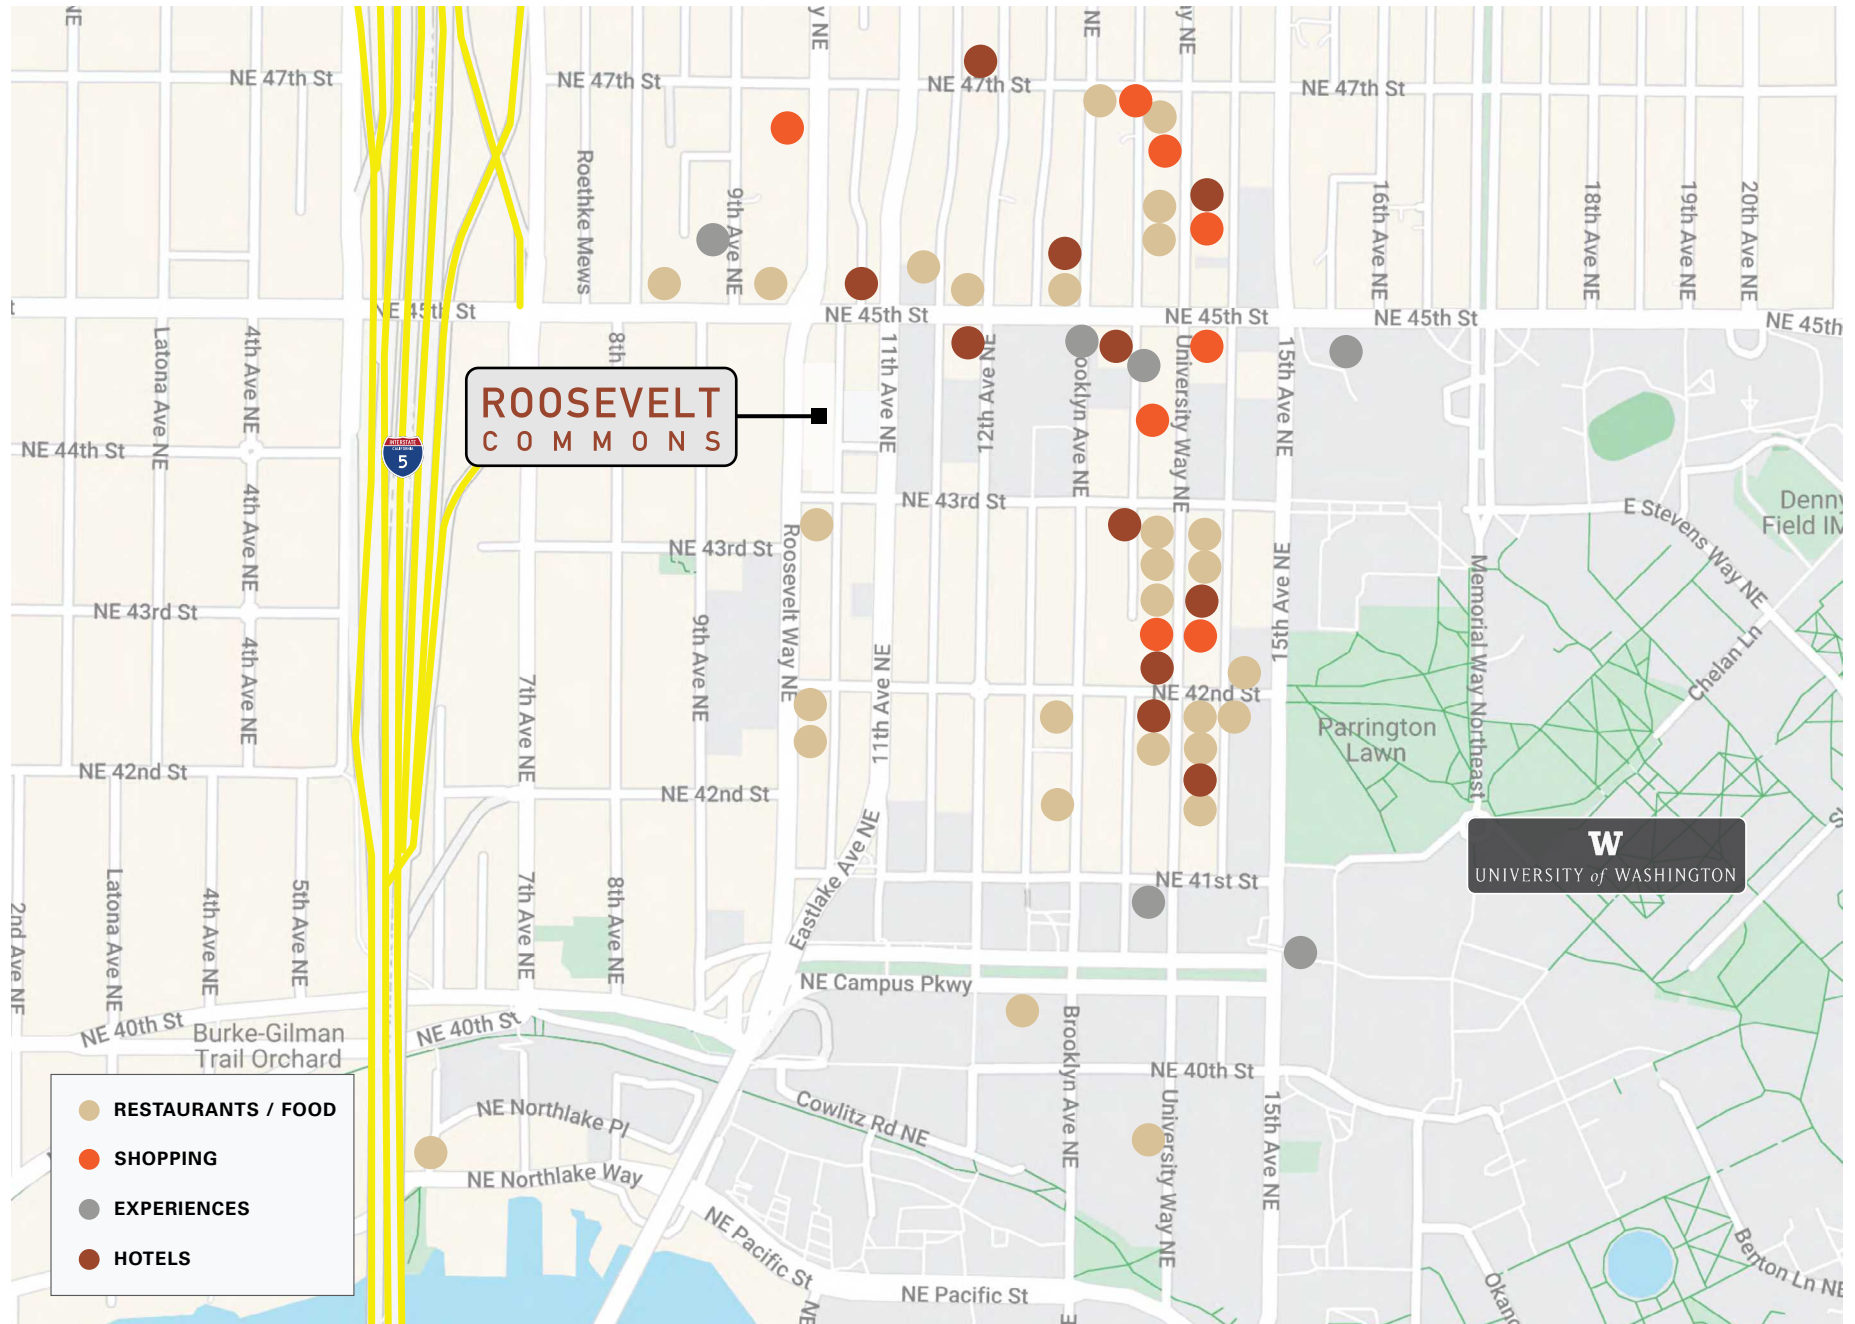 NE
y NE
NE
y NE
NE 47th St
NE 47th St
NE 47th St
NE 47th St
Roethke Mews
9th Ave NE
16th Ave NE
18th Ave NE
19th Ave NE
20th Ave NE
t
NE 45th St
NE 45th St
NE 45th St
NE 45th St
NE 45th
Latona Ave NE
4th Ave NE
8th
11th Ave NE
12th Ave NE
ooklyn Ave NE
University Way NE
15th Ave NE
ROOSEVELT
COMMONS
NE 44th St
INTERSTATE
CALIFORNIA
5
4th Ave NE
NE 43rd St
NE 43rd St
NE 43rd St
Roosevelt Way NE
15th Ave NE
Memorial Way Northeast
E Stevens Way NE
Denny
Field IM
4th Ave NE
9th Ave NE
11th Ave NE
7th Ave NE
Chelan Ln
NE 42nd St
NE 42nd St
NE 42nd St
Parrington
Lawn
W
UNIVERSITY of WASHINGTON
2nd Ave NE
Latona Ave NE
4th Ave NE
5th Ave NE
7th Ave NE
8th Ave NE
Eastlake Ave NE
NE 41st St
NE Campus Pkwy
NE 40th St
NE 40th St
NE 40th St
Burke-Gilman
Trail Orchard
Brooklyn Ave NE
University Way NE
15th Ave NE
Cowlitz Rd NE
NE Northlake Pl
NE Northlake Way
NE Pacific St
NE Pacific St
NE
E
Benton Ln NE
Okano
RESTAURANTS / FOOD
SHOPPING
EXPERIENCES
HOTELS